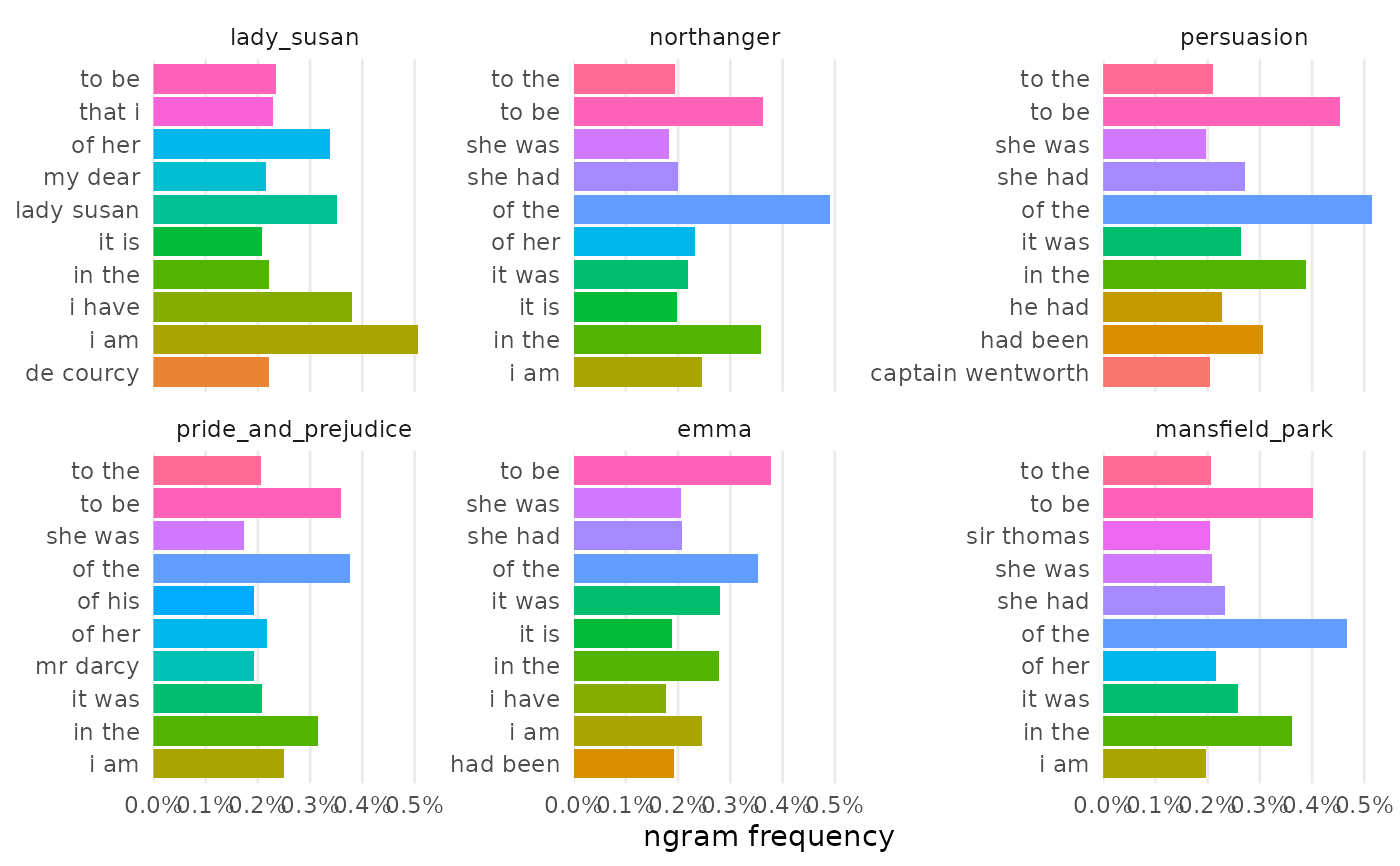 lady_susan
to be
that i
of her
my dear
lady susan
it is
in the
i have
i am
de courcy
northanger
to the
to be
she was
she had
of the
of her
it was
it is
in the
i am
persuasion
to the
to be
she was
she had
of the
it was
in the
he had
had been
captain wentworth
pride_and_prejudice
to the
to be
she was
of the
of his
of her
mr darcy
it was
in the
i am
0.0% 0.1% 0.2% 0.3% 0.4% 0.5%
emma
to be
she was
she had
of the
it was
it is
in the
i have
i am
had been
0.0% 0.1% 0.2% 0.3% 0.4% 0.5%
mansfield_park
to the
to be
sir thomas
she was
she had
of the
of her
it was
in the
i am
0.0% 0.1% 0.2% 0.3% 0.4% 0.5%
ngram frequency